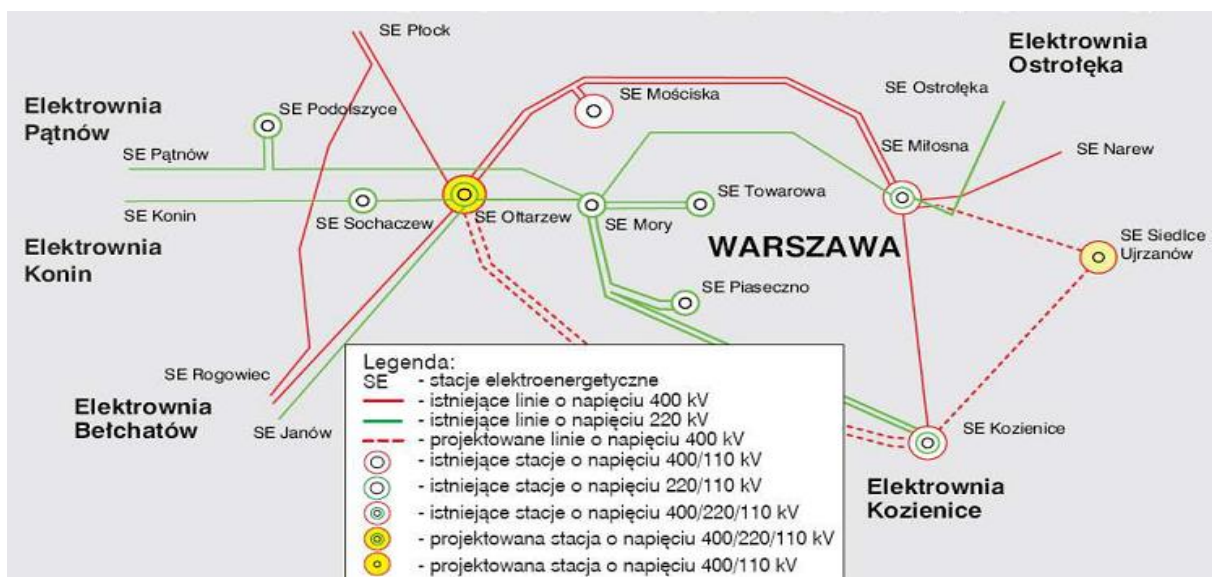 SE Płock
Elektrownia
Ostrołęka
Elektrownia
Pątnów
SE Podolszyce
SE Mościska
SE Ostrołęka
SE Pątnów
SE Miłosna
SE Narew
SE Konin
SE Sochaczew
SE Ołtarzew
SE Mory
SE Towarowa
WARSZAWA
SE Siedlce
Ujrzanów
Elektrownia
Konin
SE Piaseczno
SE Rogowiec
Elektrownia
Bełchatów
SE Janów
SE Kozienice
Elektrownia
Kozienice
Legenda:
SE - stacje elektroenergetyczne
- istniejące linie o napięciu 400 kV
- istniejące linie o napięciu 220 kV
- projektowane linie o napięciu 400 kV
- istniejące stacje o napięciu 400/110 kV
- istniejące stacje o napięciu 220/110 kV
- istniejące stacje o napięciu 400/220/110 kV
- projektowana stacja o napięciu 400/220/110 kV
- projektowana stacja o napięciu 400/110 kV